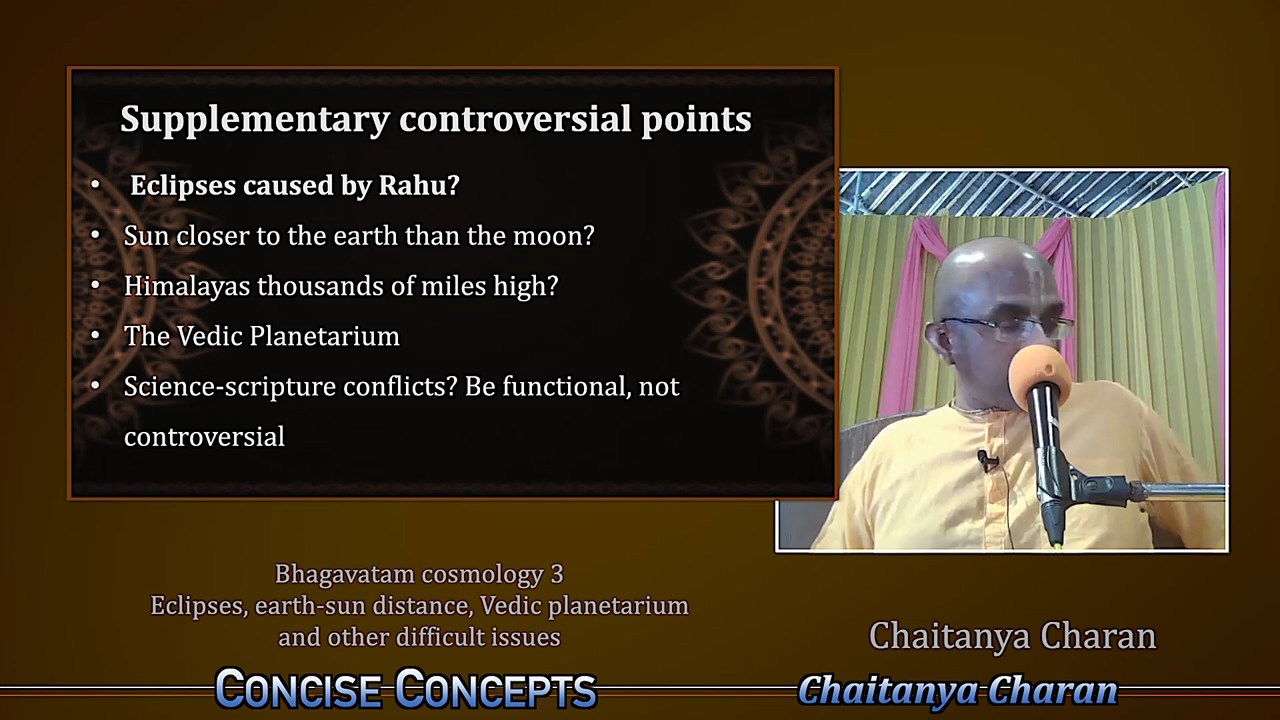 Supplementary controversial points
• Eclipses caused by Rahu?
• Sun closer to the earth than the moon?
• Himalayas thousands of miles high?
• The Vedic Planetarium
• Science-scripture conflicts? Be functional, not
controversial
Bhagavatam cosmology 3
Eclipses, earth-sun distance, Vedic planetarium
and other difficult issues
Chaitanya Charan
Concise Concepts
Chaitanya Charan